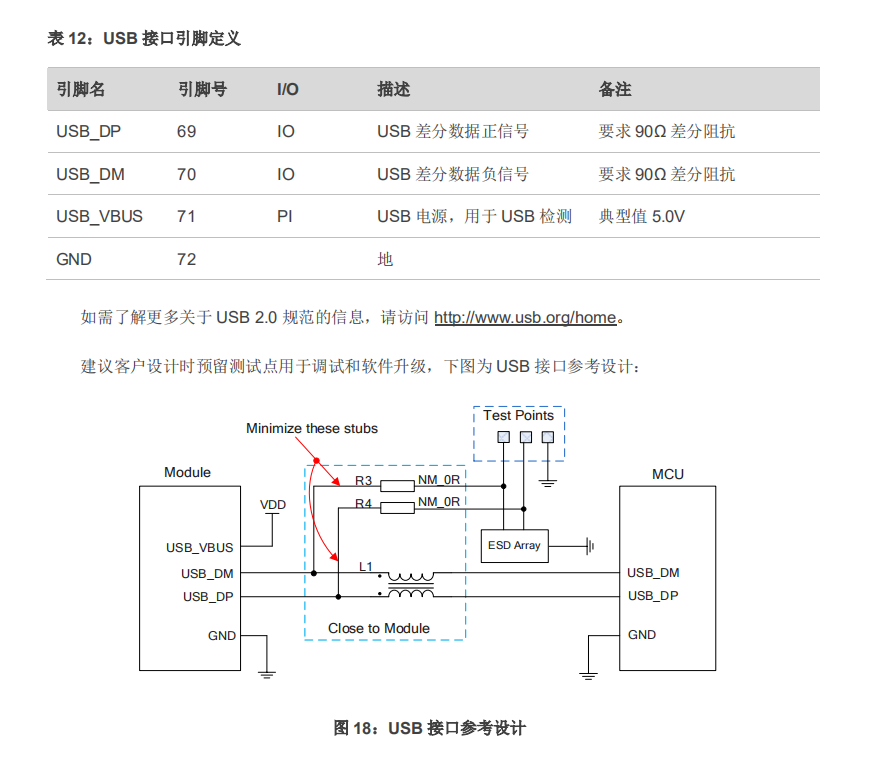 表 12：USB 接口引脚定义
引脚名 引脚号 I/O 描述 备注
USB_DP 69 IO USB 差分数据正信号 要求 90Ω 差分阻抗
USB_DM 70 IO USB 差分数据负信号 要求 90Ω 差分阻抗
USB_VBUS 71 PI USB 电源，用于 USB 检测 典型值 5.0V
GND 72 地
如需了解更多关于 USB 2.0 规范的信息，请访问 http://www.usb.org/home。
建议客户设计时预留测试点用于调试和软件升级，下图为 USB 接口参考设计：
Test Points
Minimize these stubs
Module
R3 NM_0R
MCU
VDD
R4 NM_0R
USB_VBUS
ESD Array
L1
USB_DM
USB_DM
USB_DP
USB_DP
Close to Module
GND
GND
图 18：USB 接口参考设计